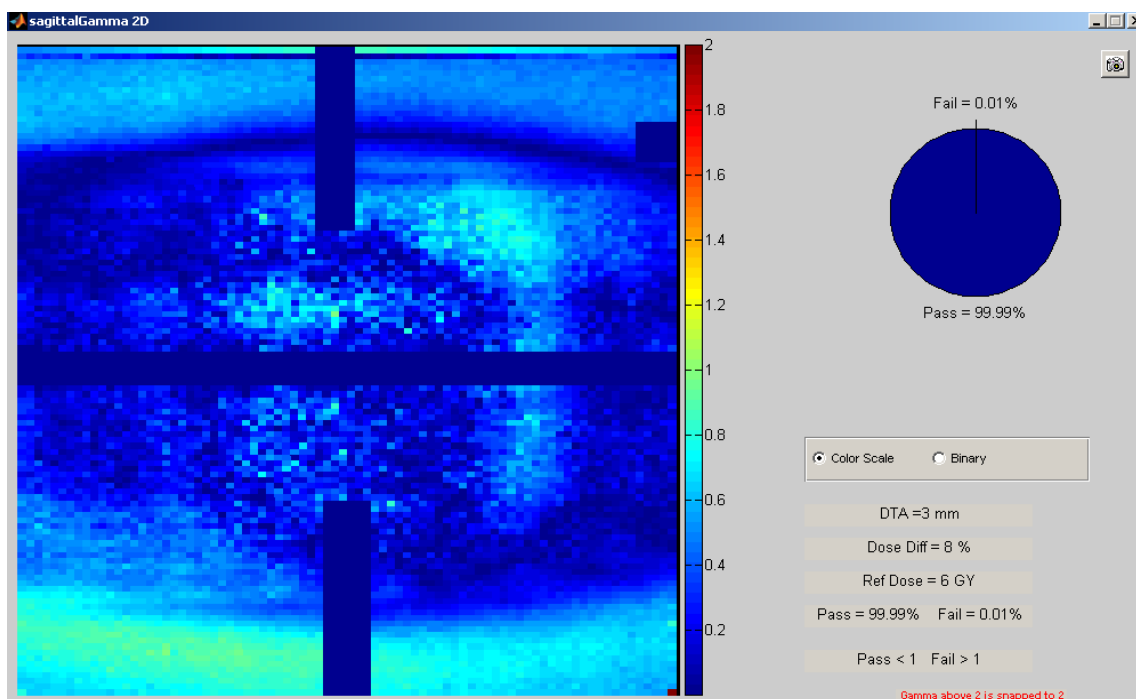 sagittalGamma 2D
2
1.8
1.6
1.4
1.2
1
0.8
0.6
0.4
0.2
Fail = 0.01%
Pass = 99.99%
Color Scale Binary
DTA =3 mm
Dose Diff = 8 %
Ref Dose = 6 GY
Pass = 99.99% Fail = 0.01%
Pass < 1 Fail > 1
Gamma above 2 is snapped to 2